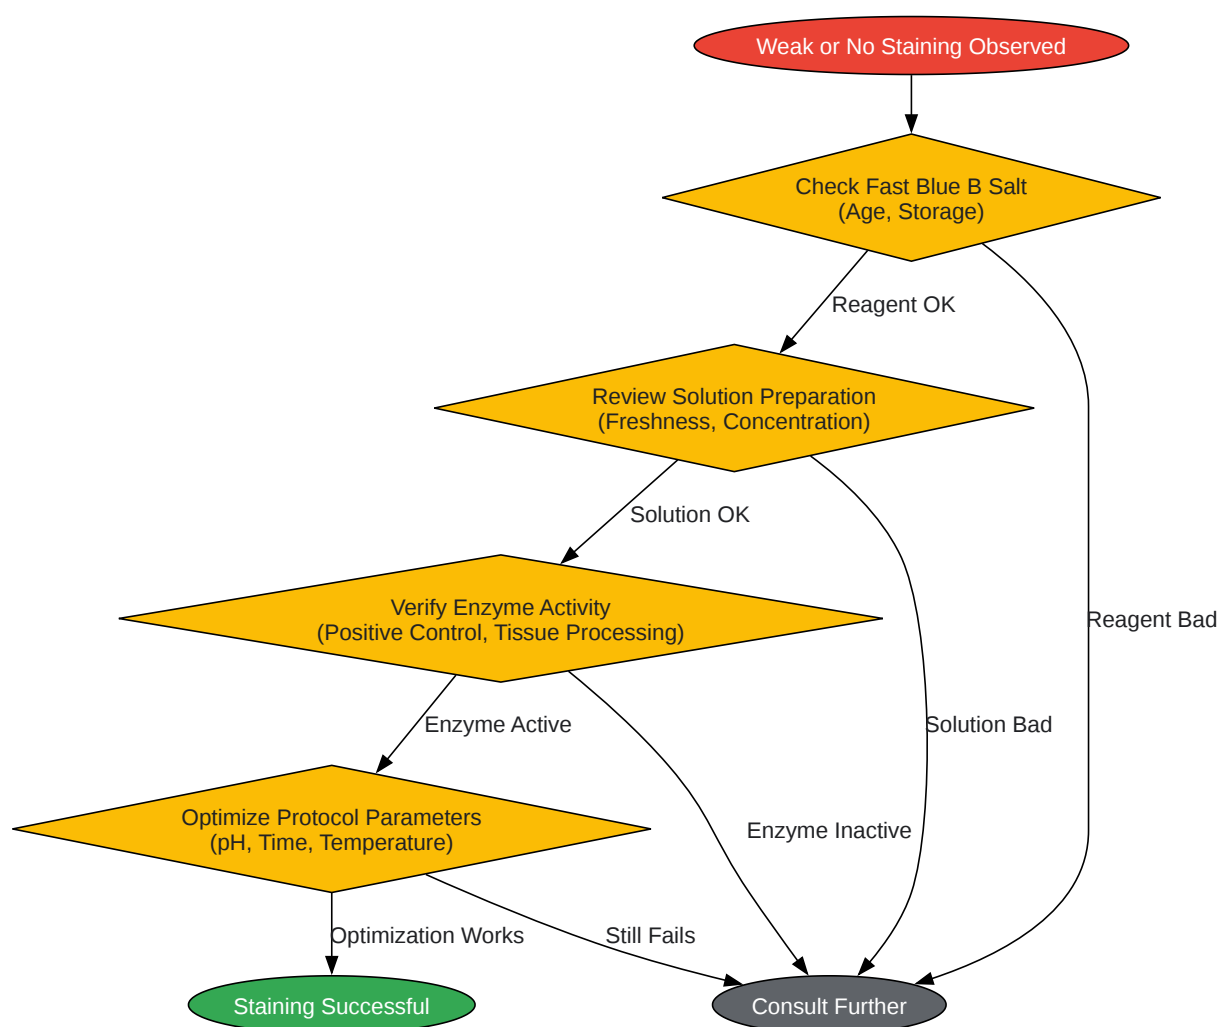 Weak or No Staining Observed
Check Fast Blue B Salt
(Age, Storage)
Reagent OK
Review Solution Preparation
(Freshness, Concentration)
Solution OK
Verify Enzyme Activity
(Positive Control, Tissue Processing)
Reagent Bad
Enzyme Active
Solution Bad
Optimize Protocol Parameters
(pH, Time, Temperature)
Enzyme Inactive
Optimization Works
Still Fails
Staining Successful
Consult Further